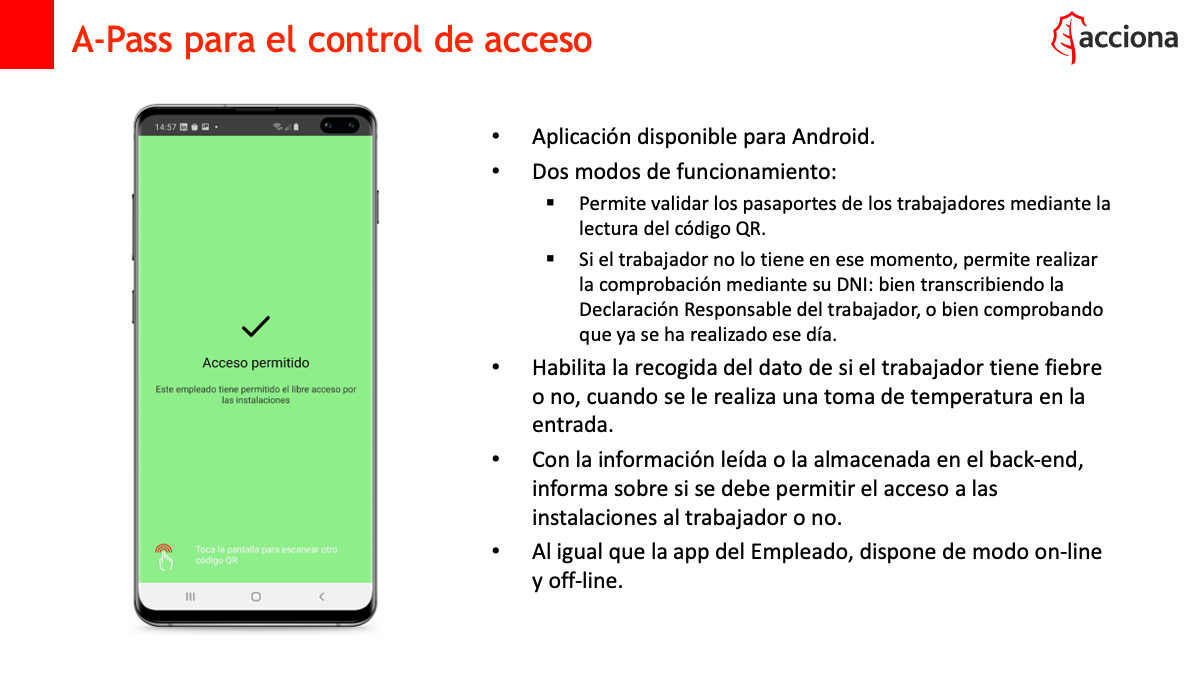 A-Pass para el control de acceso
acciona
14:57
Acceso permitido
Este empleado tiene permitido el libre acceso por
las instalaciones
Toca la pantalla para escanear otro
código QR
• Aplicación disponible para Android.
• Dos modos de funcionamiento:
▪ Permite validar los pasaportes de los trabajadores mediante la
lectura del código QR.
▪ Si el trabajador no lo tiene en ese momento, permite realizar
la comprobación mediante su DNI: bien transcribiendo la
Declaración Responsable del trabajador, o bien comprobando
que ya se ha realizado ese día.
• Habilita la recogida del dato de si el trabajador tiene fiebre
o no, cuando se le realiza una toma de temperatura en la
entrada.
• Con la información leída o la almacenada en el back-end,
informa sobre si se debe permitir el acceso a las
instalaciones al trabajador o no.
• Al igual que la app del Empleado, dispone de modo on-line
y off-line.